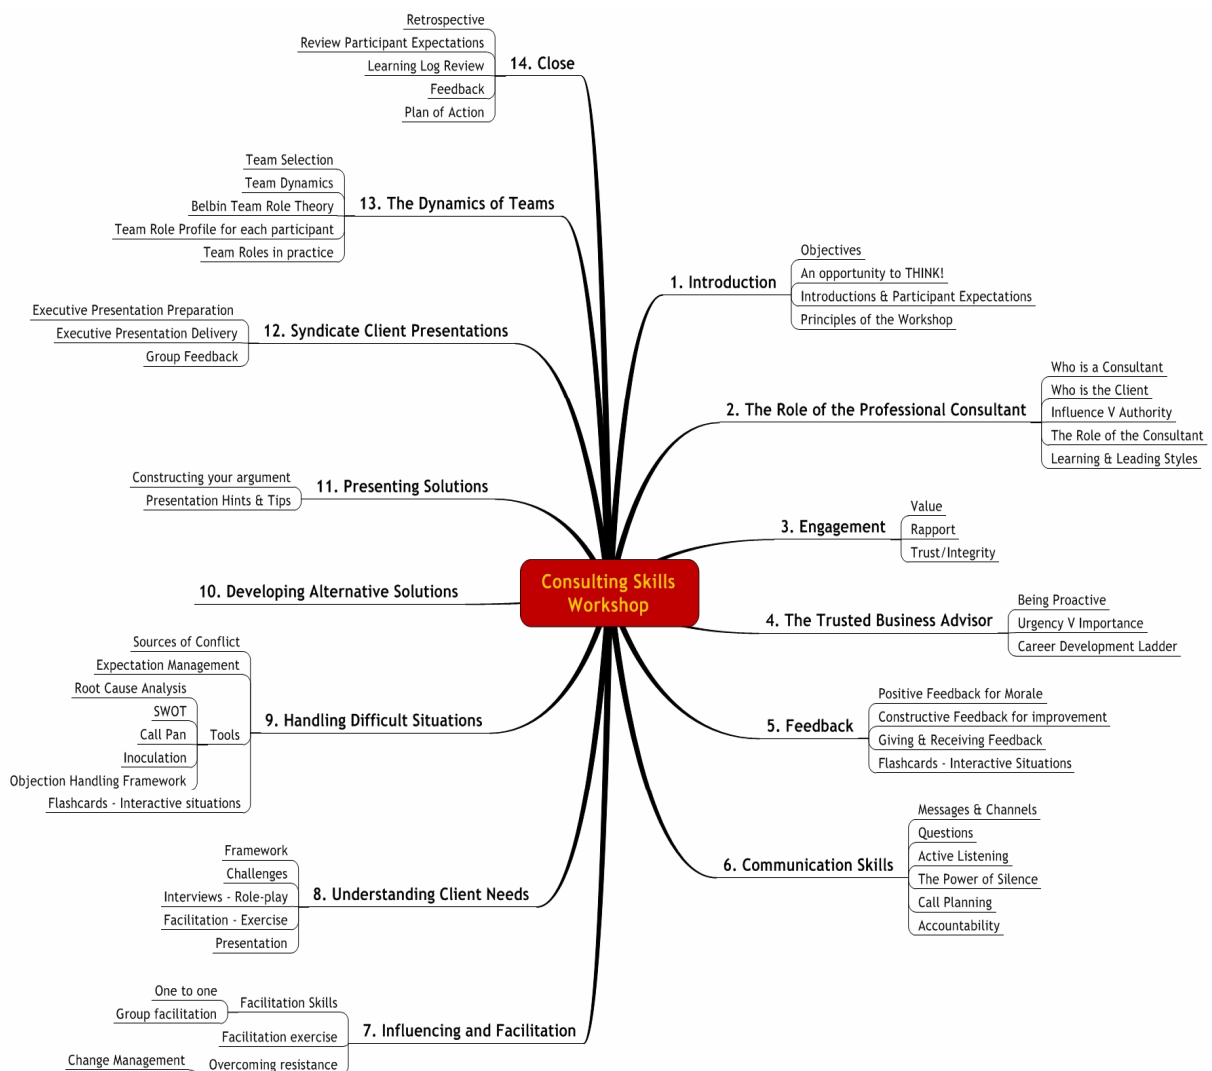 Consulting Skills
Workshop
1. Introduction
Objectives
An opportunity to THINK!
Introductions & Participant Expectations
Principles of the Workshop
2. The Role of the Professional Consultant
Who is a Consultant
Who is the Client
Influence V Authority
The Role of the Consultant
Learning & Leading Styles
3. Engagement
Value
Rapport
Trust/Integrity
4. The Trusted Business Advisor
Being Proactive
Urgency V Importance
Career Development Ladder
5. Feedback
Positive Feedback for Morale
Constructive Feedback for improvement
Giving & Receiving Feedback
Flashcards - Interactive Situations
6. Communication Skills
Messages & Channels
Questions
Active Listening
The Power of Silence
Call Planning
Accountability
7. Influencing and Facilitation
Facilitation Skills
One to one
Group facilitation
Facilitation exercise
Overcoming resistance
Change Management
8. Understanding Client Needs
Framework
Challenges
Interviews - Role-play
Facilitation - Exercise
Presentation
9. Handling Difficult Situations
Sources of Conflict
Expectation Management
Tools
Root Cause Analysis
SWOT
Call Pan
Inoculation
Objection Handling Framework
Flashcards - Interactive situations
10. Developing Alternative Solutions
11. Presenting Solutions
Constructing your argument
Presentation Hints & Tips
12. Syndicate Client Presentations
Executive Presentation Preparation
Executive Presentation Delivery
Group Feedback
13. The Dynamics of Teams
Team Selection
Team Dynamics
Belbin Team Role Theory
Team Role Profile for each participant
Team Roles in practice
14. Close
Retrospective
Review Participant Expectations
Learning Log Review
Feedback
Plan of Action